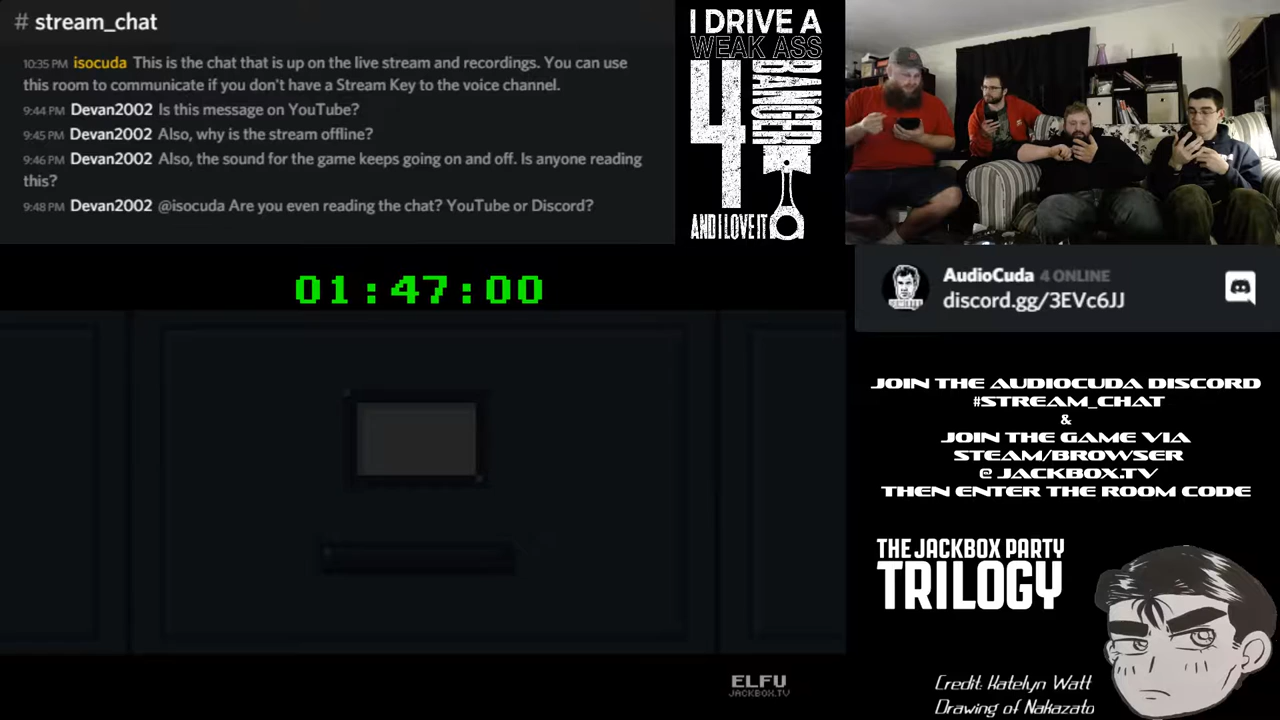 # stream_chat
10:35 PM isocuda This is the chat that is up on the live stream and recordings. You can use
this room to communicate if you don't have a Stream Key to the voice channel.
9:44 PM Devan2002 Is this message on YouTube?
9:45 PM Devan2002 Also, why is the stream offline?
9:46 PM Devan2002 Also, the sound for the game keeps going on and off. Is anyone reading
this?
9:48 PM Devan2002 @isocuda Are you even reading the chat? YouTube or Discord?
I DRIVE A
WEAK ASS
4 BANGER
AND I LOVE IT
01:47:00
AudioCuda 4 ONLINE
discord.gg/3EVc6JJ
JOIN THE AUDIOCUDA DISCORD
#STREAM_CHAT
&
JOIN THE GAME VIA
STEAM/BROWSER
@ JACKBOX.TV
THEN ENTER THE ROOM CODE
THE JACKBOX PARTY
TRILOGY
Credit: Katelyn Watt
Drawing of Nakazato
ELFU
JACKBOX.TV